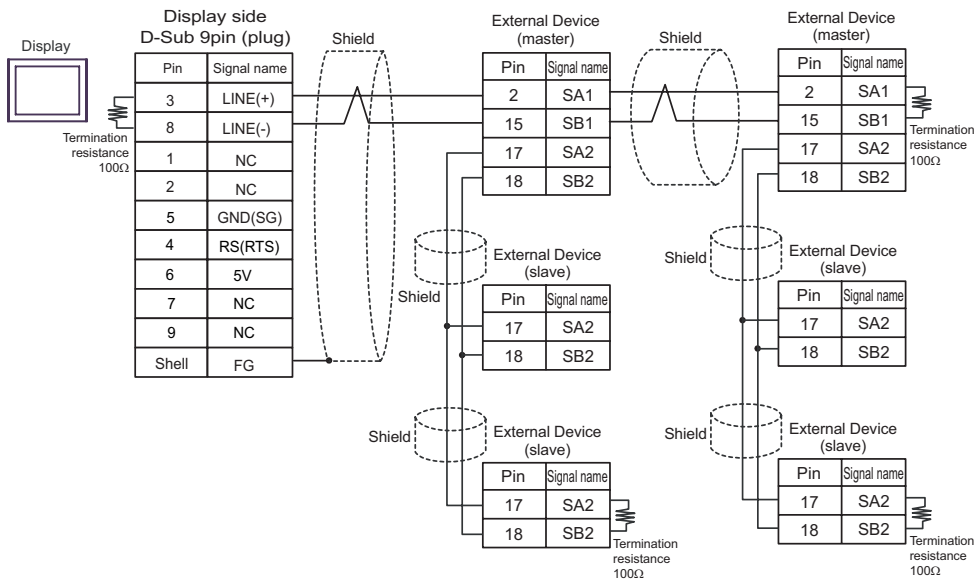 Display
Display side
D-Sub 9pin (plug)
Pin Signal name
3 LINE(+)
8 LINE(-)
1 NC
2 NC
5 GND(SG)
4 RS(RTS)
6 5V
7 NC
9 NC
Shell FG
Termination
resistance
100Ω
Shield
External Device
(master)
Pin Signal name
2 SA1
15 SB1
17 SA2
18 SB2
Shield
External Device
(master)
Pin Signal name
2 SA1
15 SB1
17 SA2
18 SB2
Termination
resistance
100Ω
Shield
External Device
(slave)
Pin Signal name
17 SA2
18 SB2
Shield
External Device
(slave)
Pin Signal name
17 SA2
18 SB2
Shield
External Device
(slave)
Pin Signal name
17 SA2
18 SB2
Termination
resistance
100Ω
Shield
External Device
(slave)
Pin Signal name
17 SA2
18 SB2
Termination
resistance
100Ω